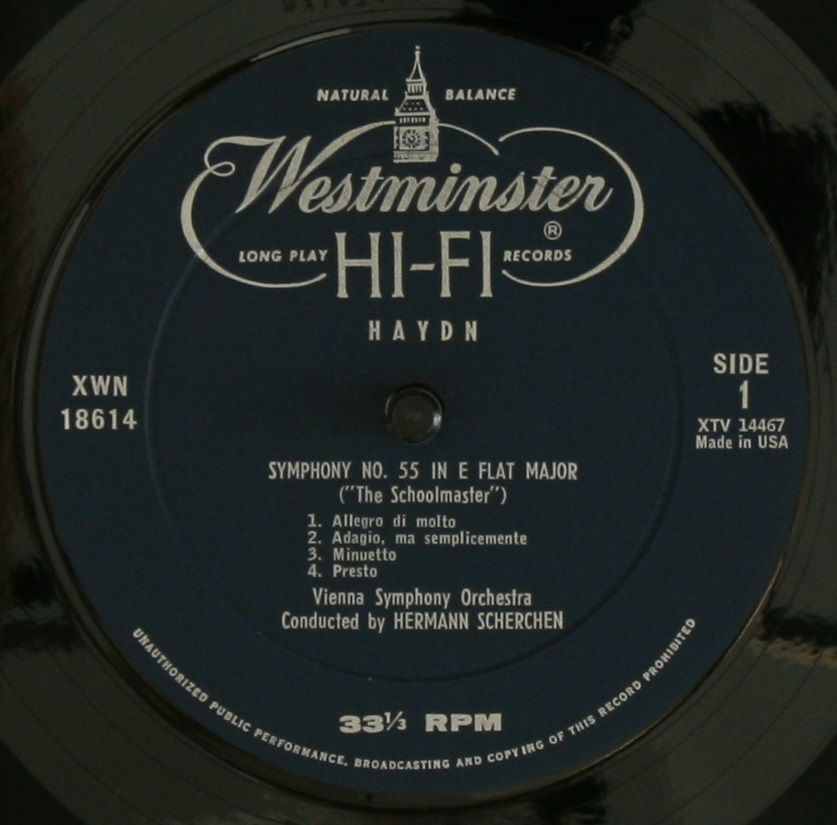 NATURAL BALANCE
Westminster
®
LONG PLAY HI-FI RECORDS
HAYDN
XWN
18614
SIDE
1
XTV 14467
Made in USA
SYMPHONY NO. 55 IN E FLAT MAJOR
("The Schoolmaster")
1. Allegro di molto
2. Adagio, ma semplicemente
3. Minuetto
4. Presto
Vienna Symphony Orchestra
Conducted by HERMANN SCHERCHEN
33⅓ RPM
UNAUTHORIZED PUBLIC PERFORMANCE, BROADCASTING AND COPYING OF THIS RECORD PROHIBITED